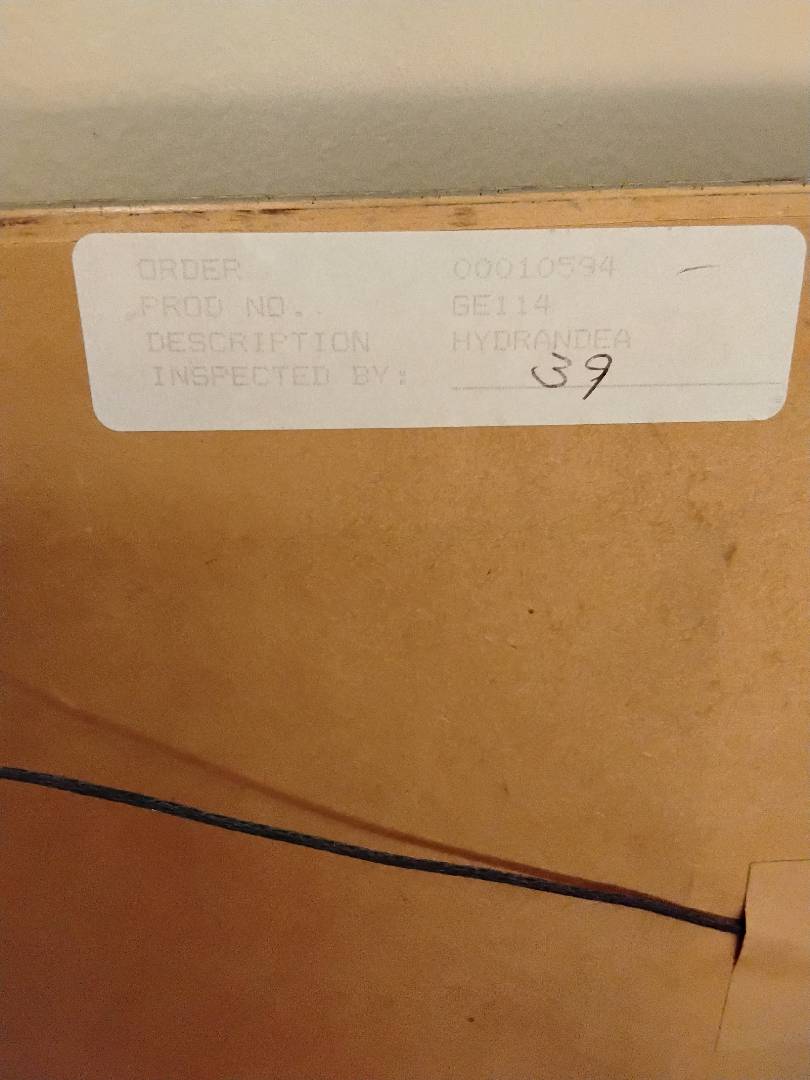 ORDER 00010594
PROD NO. GE114
DESCRIPTION HYDRANDEA
INSPECTED BY: 39